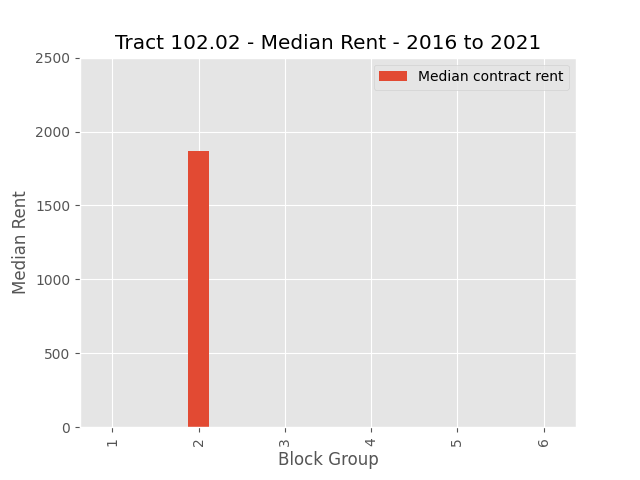 Tract 102.02 - Median Rent - 2016 to 2021
Median contract rent
2500
2000
1500
1000
500
0
Median Rent
1 2 3 4 5 6
Block Group